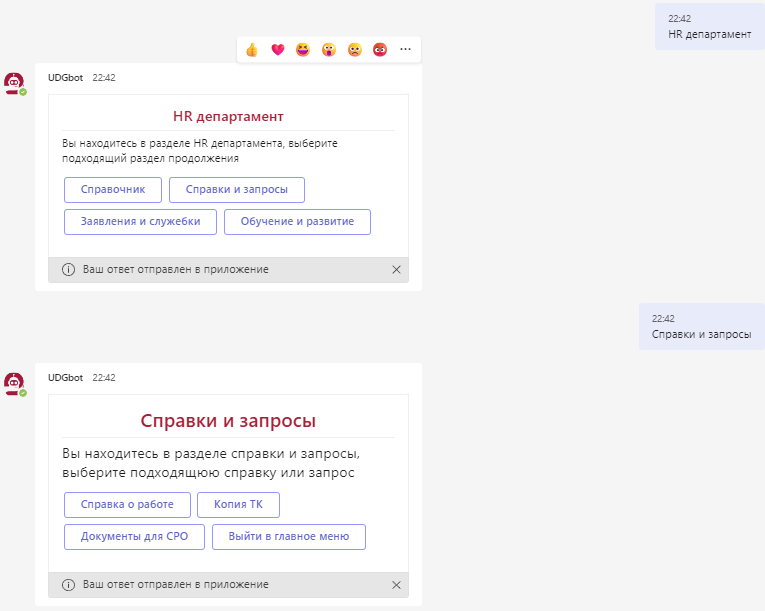 22:42
HR департамент
UDGbot 22:42
HR департамент
Вы находитесь в разделе HR департамента, выберите
подходящий раздел продолжения
Справочник Справки и запросы
Заявления и служебки Обучение и развитие
Ваш ответ отправлен в приложение
22:42
Справки и запросы
UDGbot 22:42
Справки и запросы
Вы находитесь в разделе справки и запросы,
выберите подходящюю справку или запрос
Справка о работе Копия ТК
Документы для СРО Выйти в главное меню
Ваш ответ отправлен в приложение